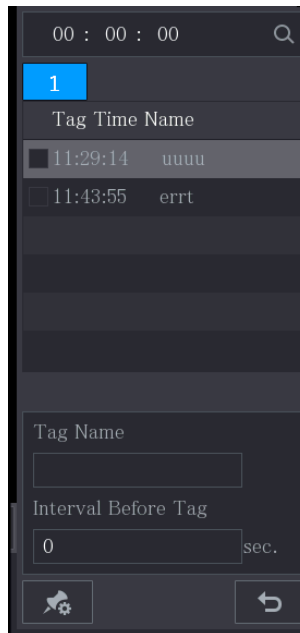 00 : 00 : 00
1
Tag Time Name
11:29:14 uuuu
11:43:55 errt
Tag Name
Interval Before Tag
0 sec.